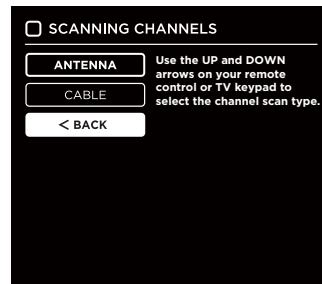 SCANNING CHANNELS
ANTENNA
CABLE
< BACK
Use the UP and DOWN
arrows on your remote
control or TV keypad to
select the channel scan type.